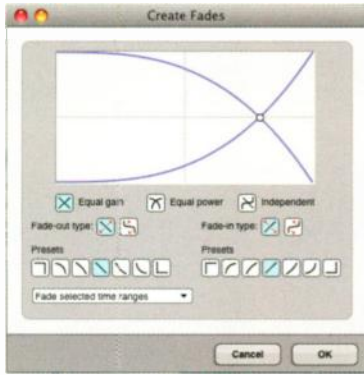 Create Fades
Equal gain Equal power Independent
Fade-out type: Fade-in type:
Presets Presets
Fade selected time ranges
Cancel OK